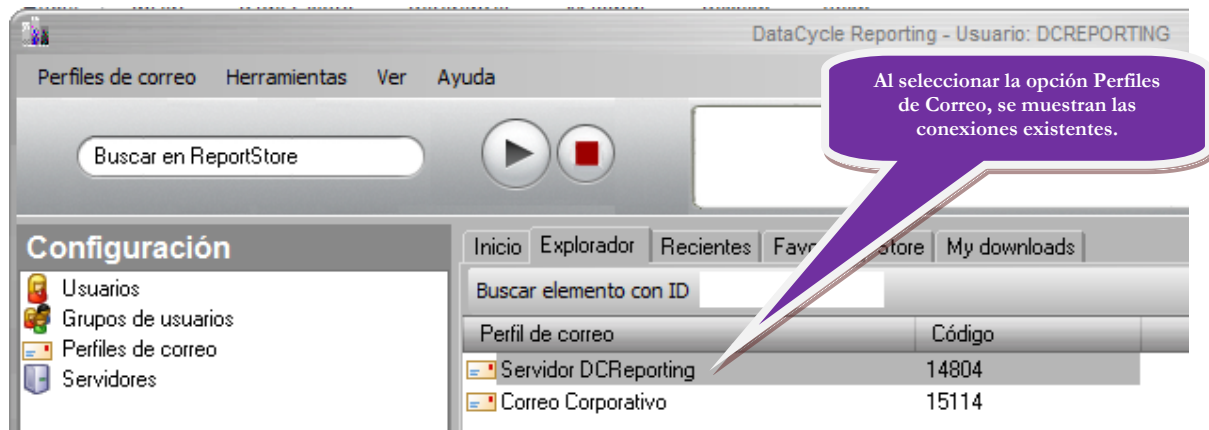 DataCycle Reporting - Usuario: DCREPORTING
Perfiles de correo Herramientas Ver Ayuda
Al seleccionar la opción Perfiles
de Correo, se muestran las
conexiones existentes.
Buscar en ReportStore
Configuración
Usuarios
Grupos de usuarios
Perfiles de correo
Servidores
Inicio Explorador Recientes My downloads
Buscar elemento con ID
Perfil de correo Código
Servidor DCReporting 14804
Correo Corporativo 15114